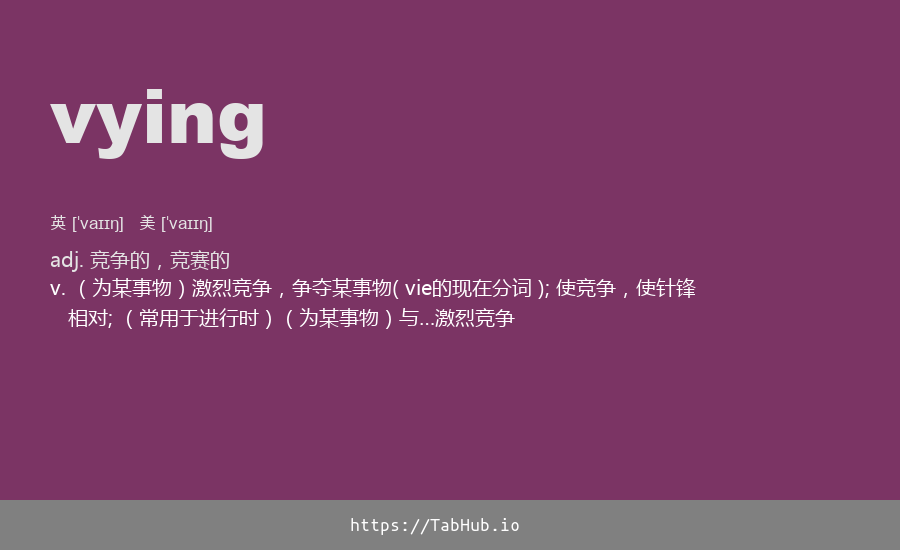 vying
英 [ˈvaɪɪŋ] 美 [ˈvaɪɪŋ]
adj. 竞争的，竞赛的
v. （为某事物）激烈竞争，争夺某事物( vie的现在分词 ); 使竞争，使针锋
相对; （常用于进行时）（为某事物）与…激烈竞争
https://TabHub.io